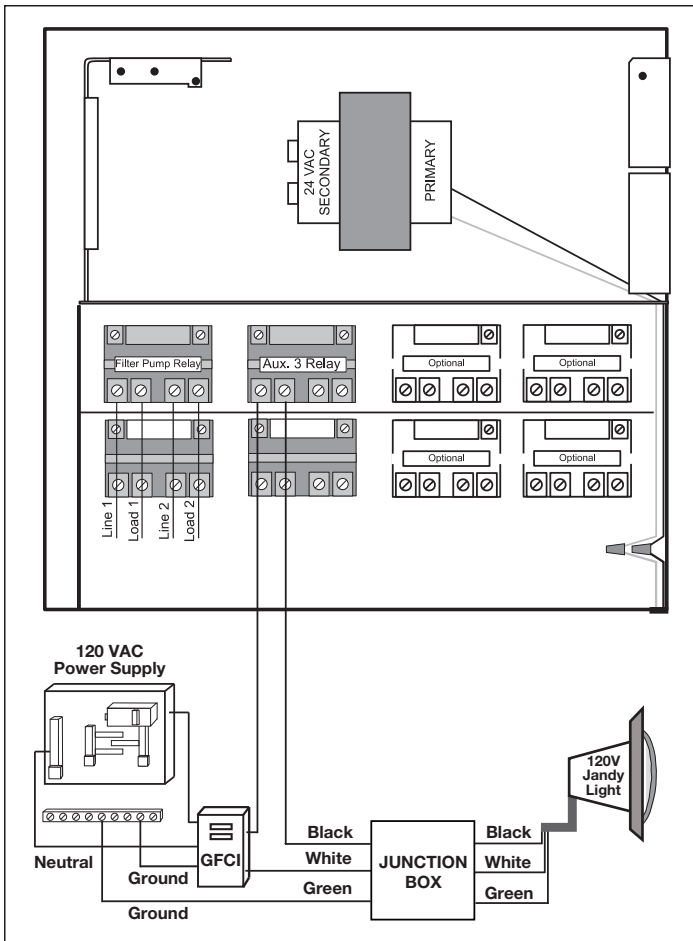 24 VAC
SECONDARY
PRIMARY
Filter Pump Relay
Aux. 3 Relay
Optional
Optional
Optional
Optional
Line 1
Load 1
Line 2
Load 2
120 VAC
Power Supply
120V
Jandy
Light
Neutral
GFCI
Ground
Ground
Black
White
Green
JUNCTION
BOX
Black
White
Green